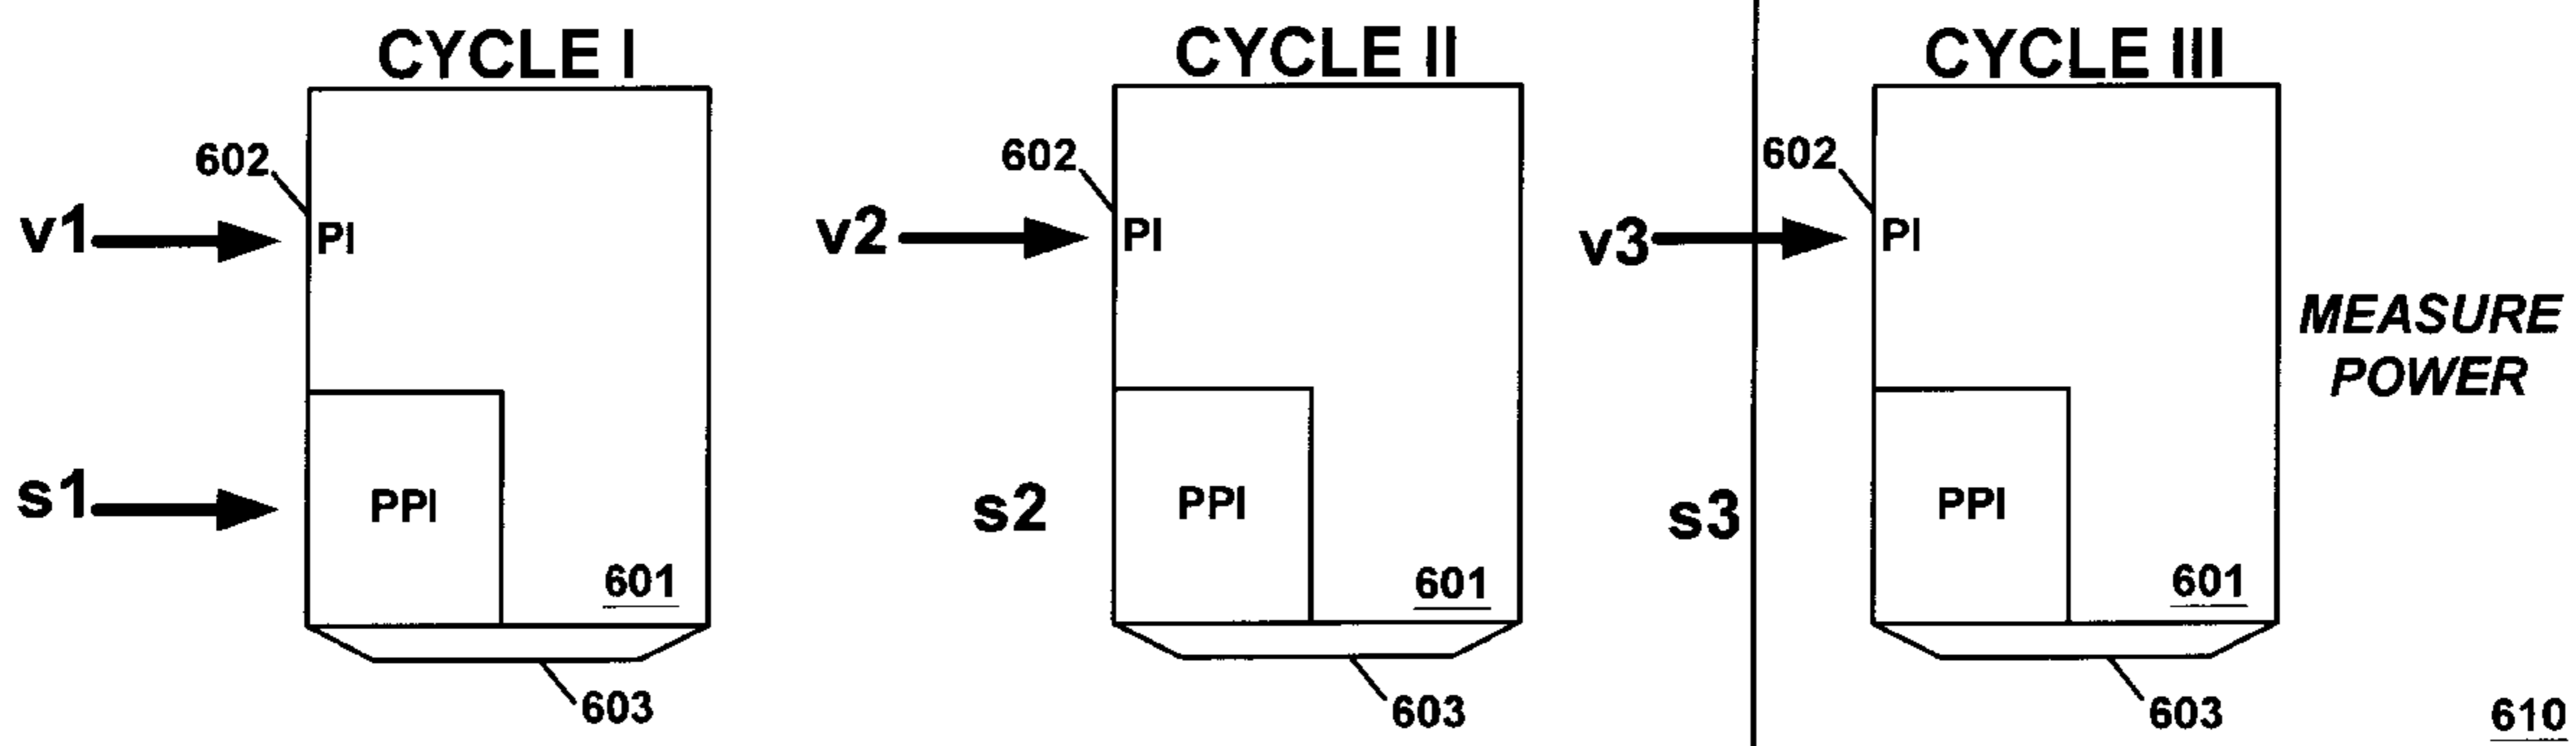 CYCLE I
602
v1
PI
s1
PPI
601
603
CYCLE II
602
v2
PI
s2
PPI
601
603
CYCLE III
602
v3
PI
s3
PPI
601
603
MEASURE
POWER
610